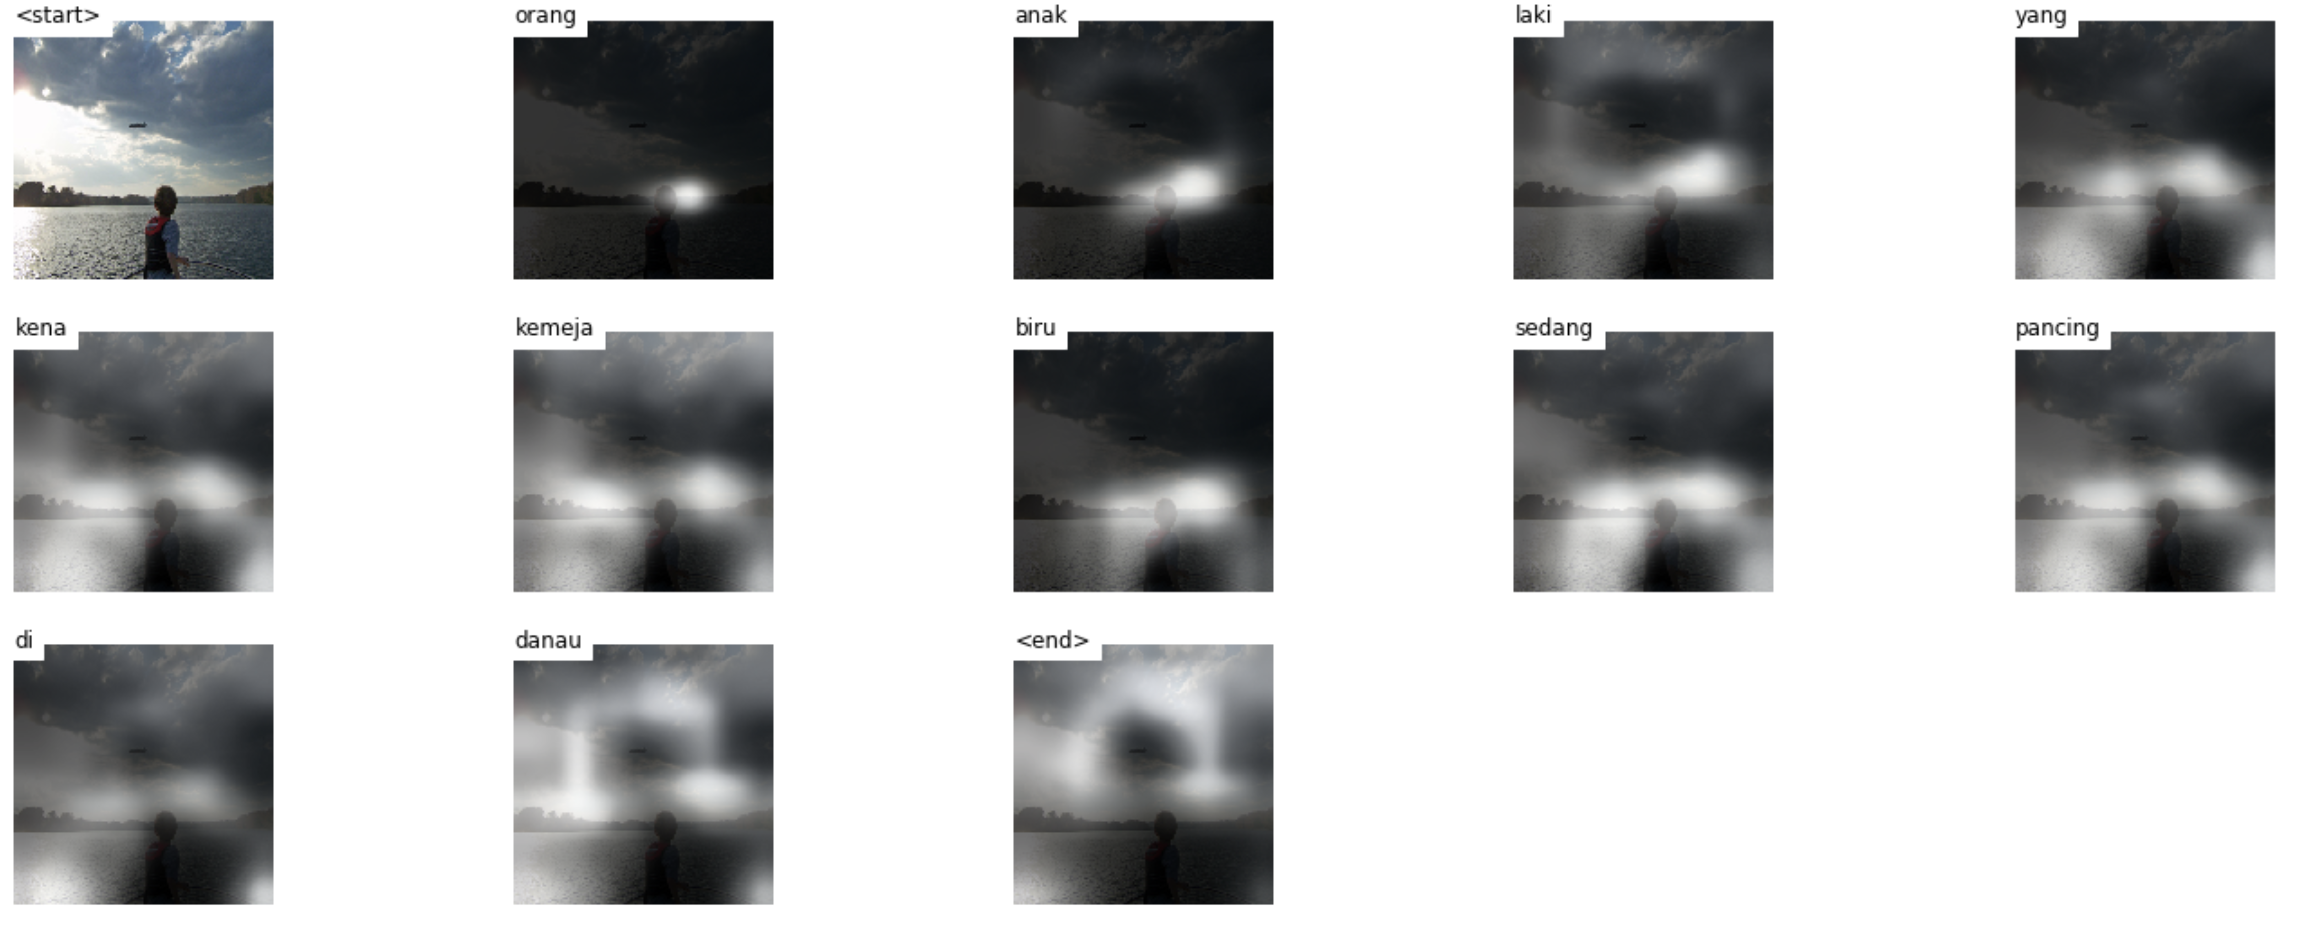 <start> orang anak laki yang
kena kemeja biru sedang pancing
di danau <end>